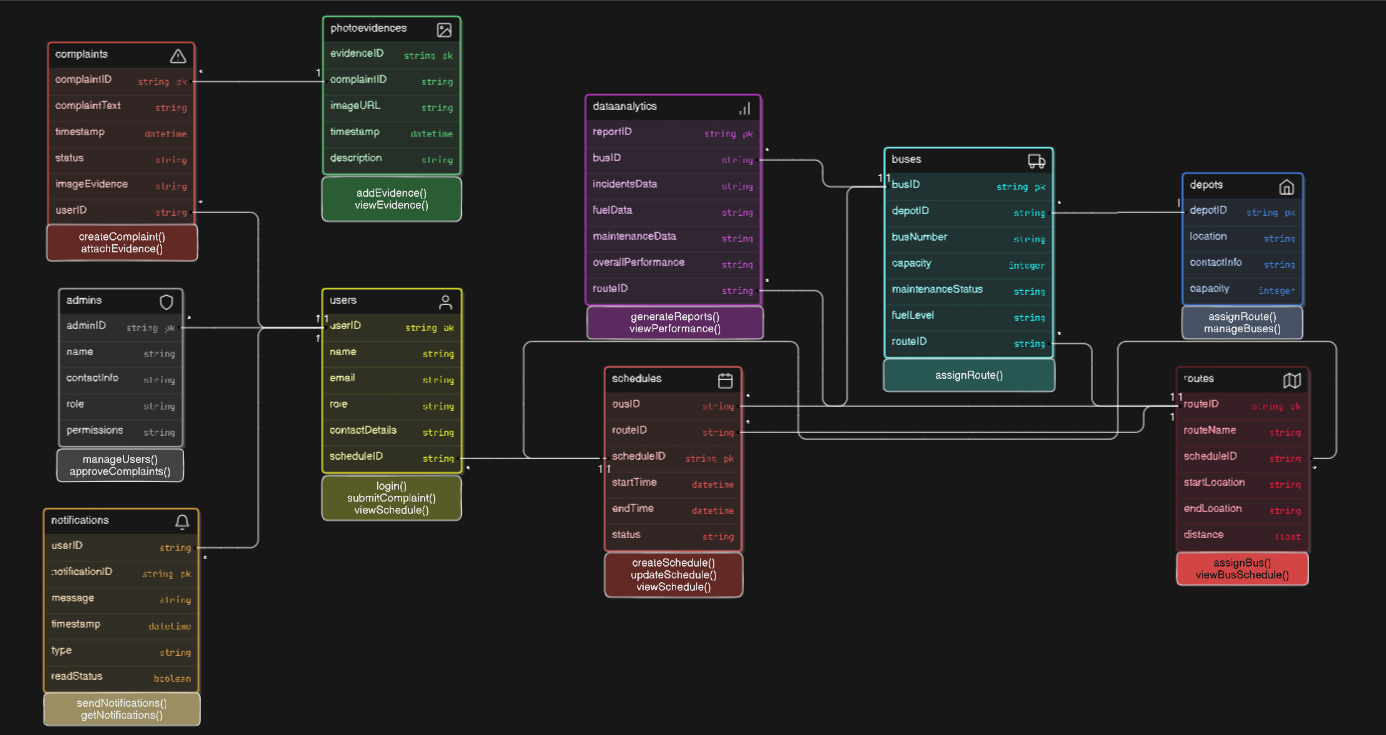 complaints
complaintID string pk
complaintText string
timestamp datetime
status string
imageEvidence string
userID string
createComplaint()
attachEvidence()
photoevidences
evidenceID string pk
complaintID string
imageURL string
timestamp datetime
description string
addEvidence()
viewEvidence()
admins
adminID string pk
name string
contactInfo string
role string
permissions string
manageUsers()
approveComplaints()
users
userID string pk
name string
email string
role string
contactDetails string
scheduleID string
login()
submitComplaint()
viewSchedule()
notifications
userID string
notificationID string pk
message string
timestamp datetime
type string
readStatus boolean
sendNotifications()
getNotifications()
dataanalytics
reportID string pk
busID string
incidentsData string
fuelData string
maintenanceData string
overallPerformance string
routeID string
generateReports()
viewPerformance()
schedules
busID string
routeID string
scheduleID string pk
startTime datetime
endTime datetime
status string
createSchedule()
updateSchedule()
viewSchedule()
buses
busID string pk
depotID string
busNumber string
capacity integer
maintenanceStatus string
fuelLevel string
routeID string
assignRoute()
depots
depotID string pk
location string
contactInfo string
capacity integer
assignRoute()
manageBuses()
routes
routeID string pk
routeName string
scheduleID string
startLocation string
endLocation string
distance float
assignBus()
viewBusSchedule()
* 1
*
* 1 1
1
*
*
1 1
*
*
*
*
1 1
* 1
*
1 1
1
*